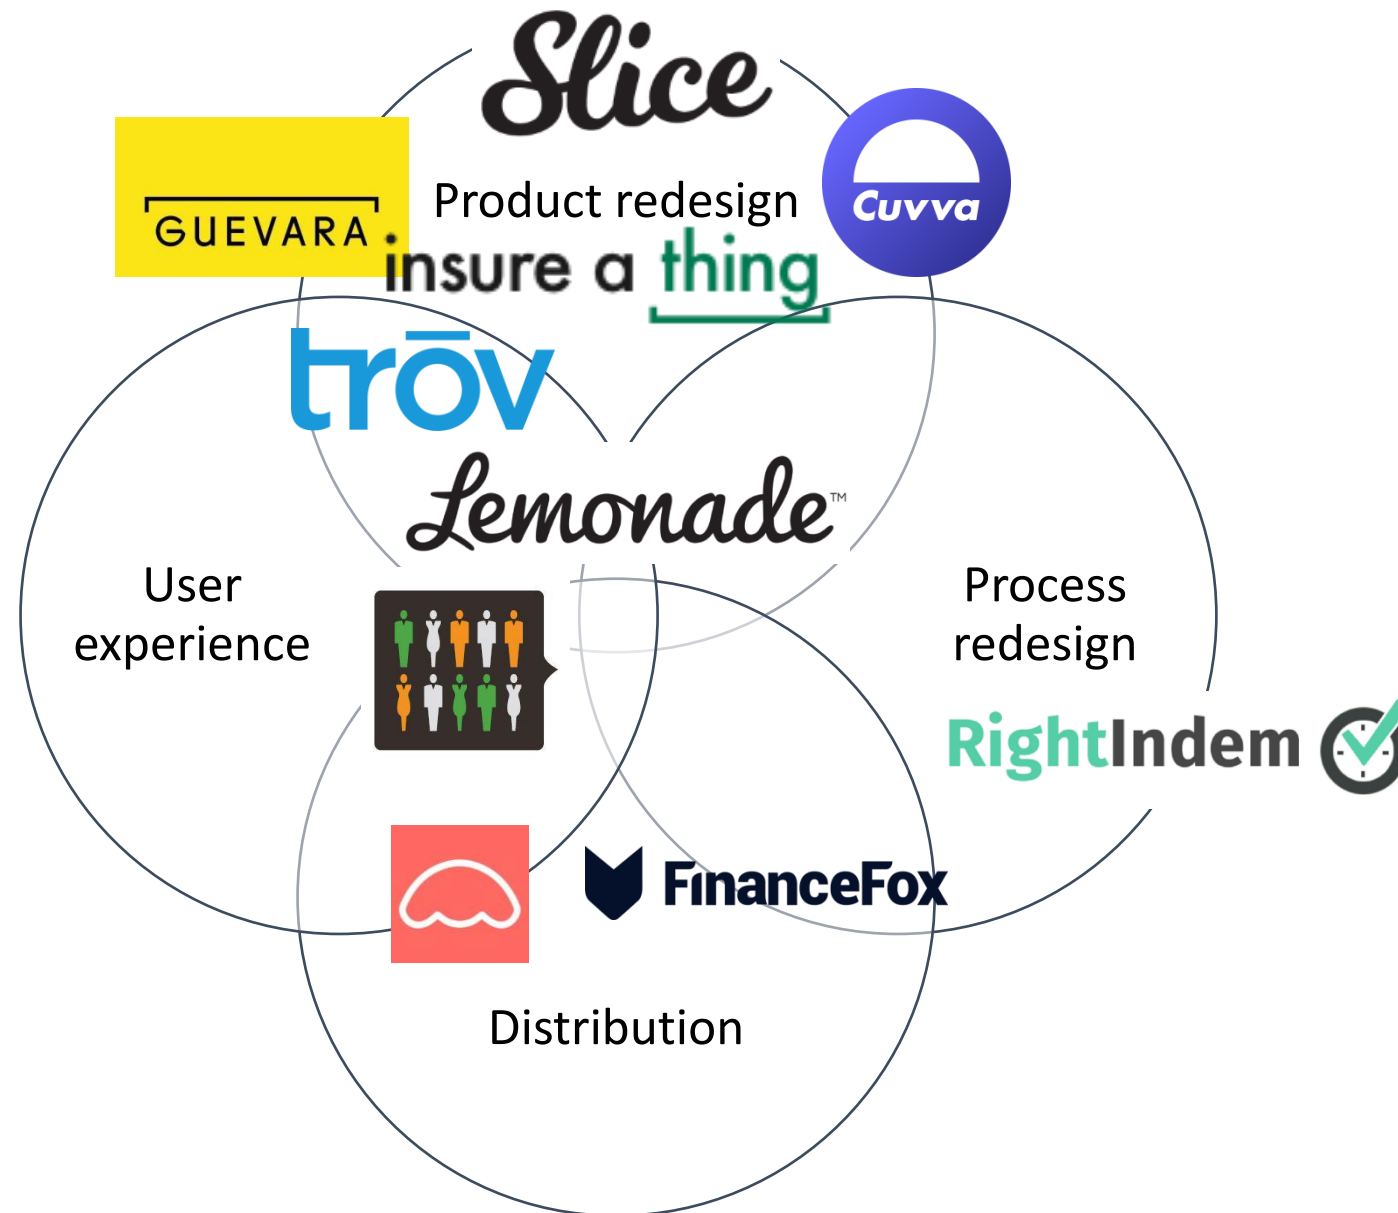 Slice
GUEVARA
Product redesign
Cuvva
insure a thing
trōv
Lemonade™
User
experience
Process
redesign
RightIndem
FinanceFox
Distribution